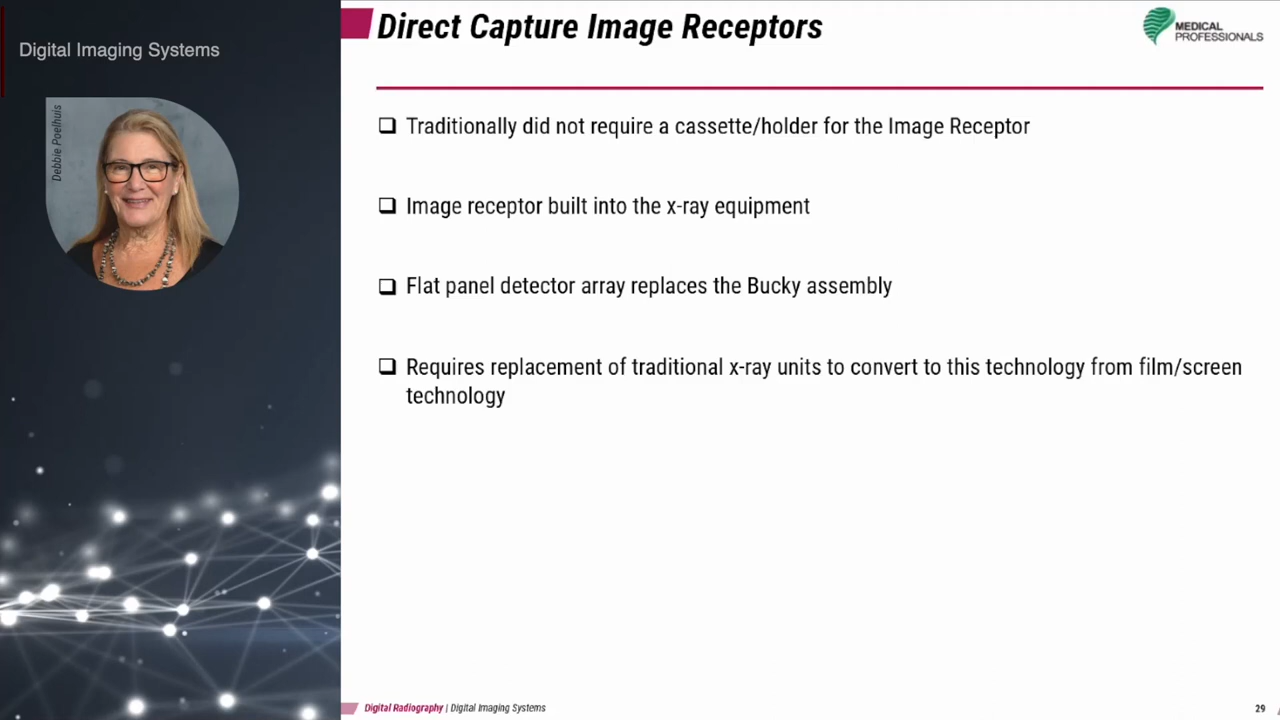 Digital Imaging Systems
Debbie Poelhuis
Direct Capture Image Receptors
MEDICAL
PROFESSIONALS
Traditionally did not require a cassette/holder for the Image Receptor
Image receptor built into the x-ray equipment
Flat panel detector array replaces the Bucky assembly
Requires replacement of traditional x-ray units to convert to this technology from film/screen
technology
Digital Radiography | Digital Imaging Systems
29